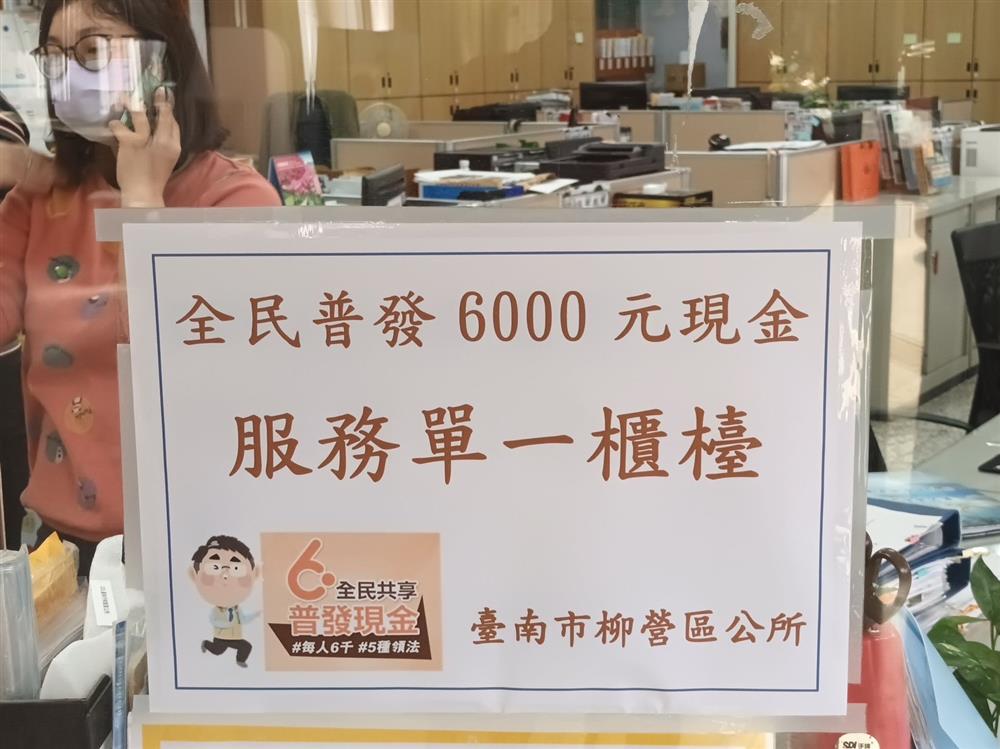 全民普發 6000 元現金
服務單一櫃檯
6
全民共享
普發現金
#每人6千 #5種領法
臺南市柳營區公所